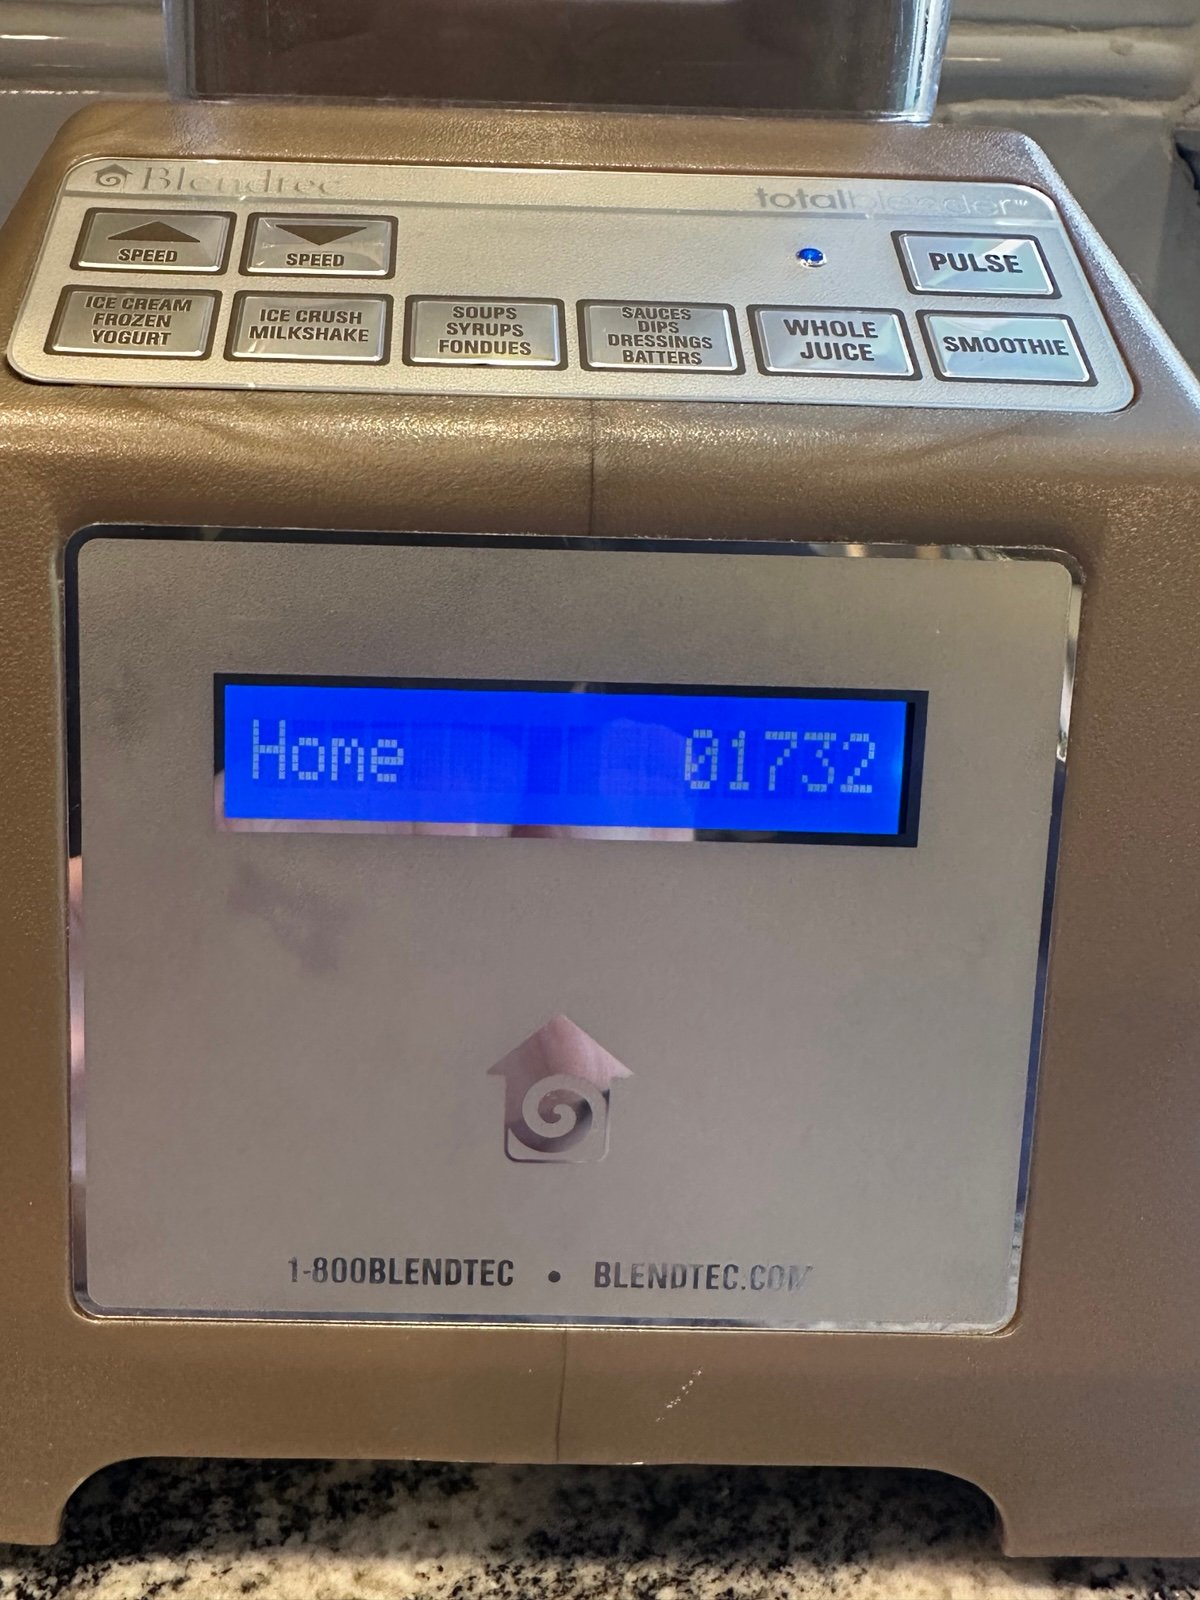 Blendtec
totalblender™
SPEED
SPEED
PULSE
ICE CREAM
FROZEN
YOGURT
ICE CRUSH
MILKSHAKE
SOUPS
SYRUPS
FONDUES
SAUCES
DIPS
DRESSINGS
BATTERS
WHOLE
JUICE
SMOOTHIE
Home 01732
1-800BLENDTEC • BLENDTEC.COM